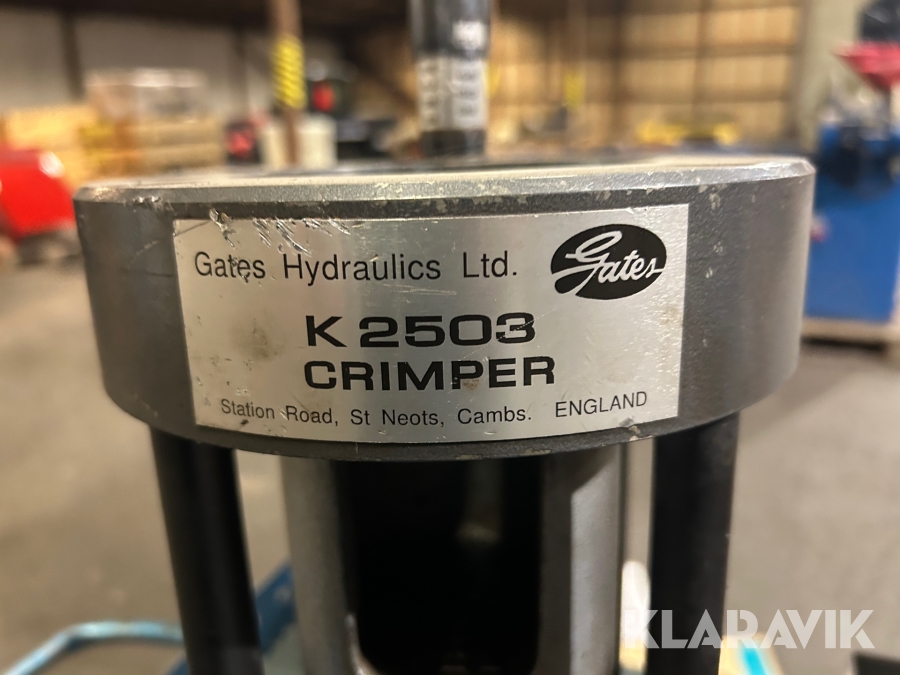 Gates Hydraulics Ltd.
Gates
K 2503
CRIMPER
Station Road, St Neots, Cambs. ENGLAND
KLARAVIK